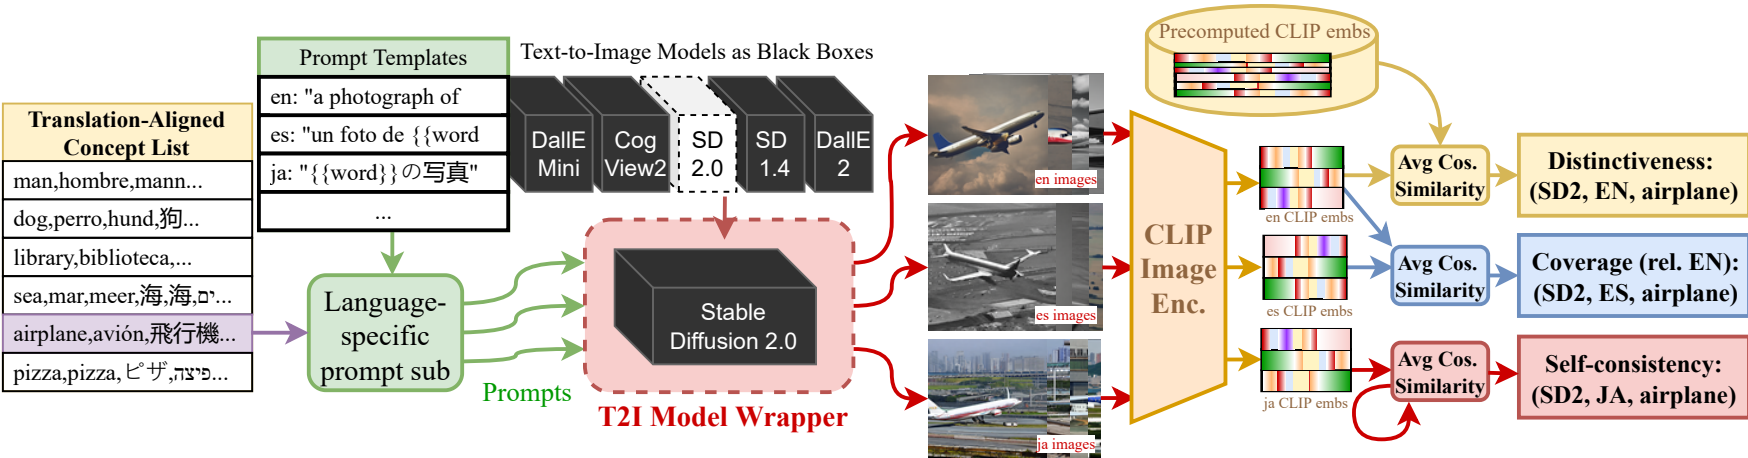 Translation-Aligned
Concept List
man,hombre,mann...
dog,perro,hund,狗...
library,biblioteca,...
sea,mar,meer,海,海,ים...
airplane,avión,飛行機...
pizza,pizza,ピザ,פיצה...
Prompt Templates
en: "a photograph of
es: "un foto de {{word
ja: "{{word}}の写真"
...
Language-
specific
prompt sub
Prompts
Text-to-Image Models as Black Boxes
DallE
Mini
Cog
View2
SD
2.0
SD
1.4
DallE
2
Stable
Diffusion 2.0
T2I Model Wrapper
en images
es images
ja images
CLIP
Image
Enc.
Precomputed CLIP embs
en CLIP embs
es CLIP embs
ja CLIP embs
Avg Cos.
Similarity
Avg Cos.
Similarity
Avg Cos.
Similarity
Distinctiveness:
(SD2, EN, airplane)
Coverage (rel. EN):
(SD2, ES, airplane)
Self-consistency:
(SD2, JA, airplane)